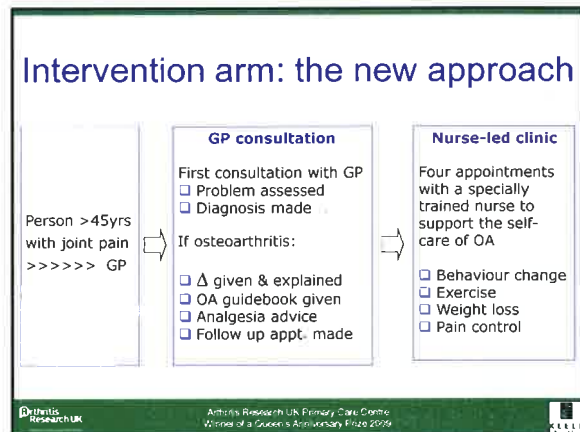 Intervention arm: the new approach
Person >45yrs
with joint pain
>>>>>> GP
GP consultation
First consultation with GP
❑ Problem assessed
❑ Diagnosis made
If osteoarthritis:
❑ Δ given & explained
❑ OA guidebook given
❑ Analgesia advice
❑ Follow up appt. made
Nurse-led clinic
Four appointments
with a specially
trained nurse to
support the self-
care of OA
❑ Behaviour change
❑ Exercise
❑ Weight loss
❑ Pain control
Arthritis
Research UK
Arthritis Research UK Primary Care Centre
Winner of a Queen's Anniversary Prize 2009
KEELE